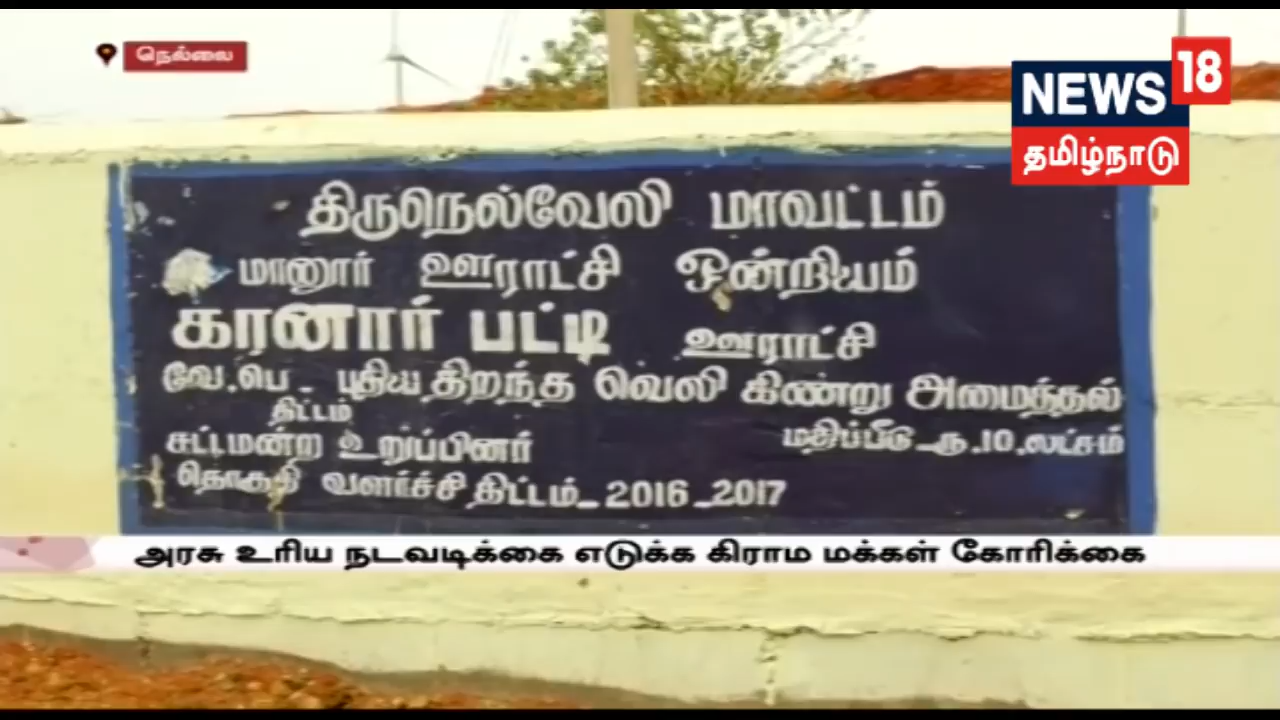 நெல்லை
NEWS 18
தமிழ்நாடு
திருநெல்வேலி மாவட்டம்
மானூர் ஊராட்சி ஒன்றியம்
கரனார் பட்டி ஊராட்சி
வே.பெ - புதிய திறந்த வெலி கிணறு அமைத்தல்
திட்டம்
மதிப்பீடு - ரூ.10.லட்சம்
சட்டமன்ற உறுப்பினர்
தொகுதி வளர்ச்சி திட்டம் - 2016 - 2017
அரசு உரிய நடவடிக்கை எடுக்க கிராம மக்கள் கோரிக்கை